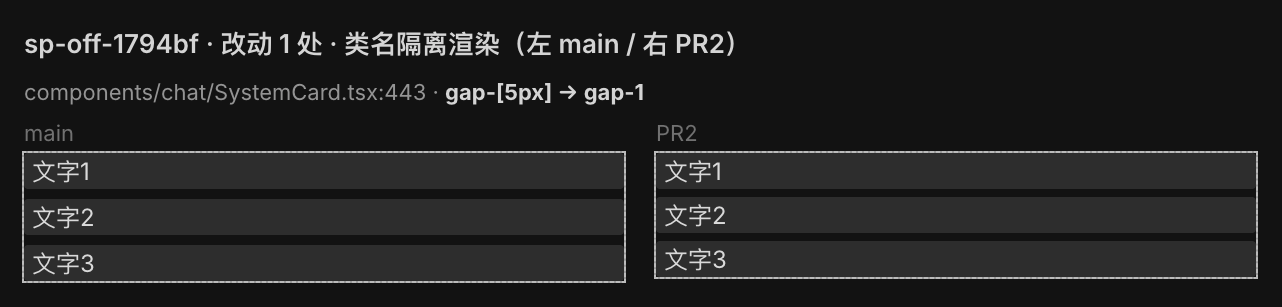 sp-off-1794bf · 改动 1 处 · 类名隔离渲染（左 main / 右 PR2）
components/chat/SystemCard.tsx:443 · gap-[5px] → gap-1
main
文字1
文字2
文字3
PR2
文字1
文字2
文字3